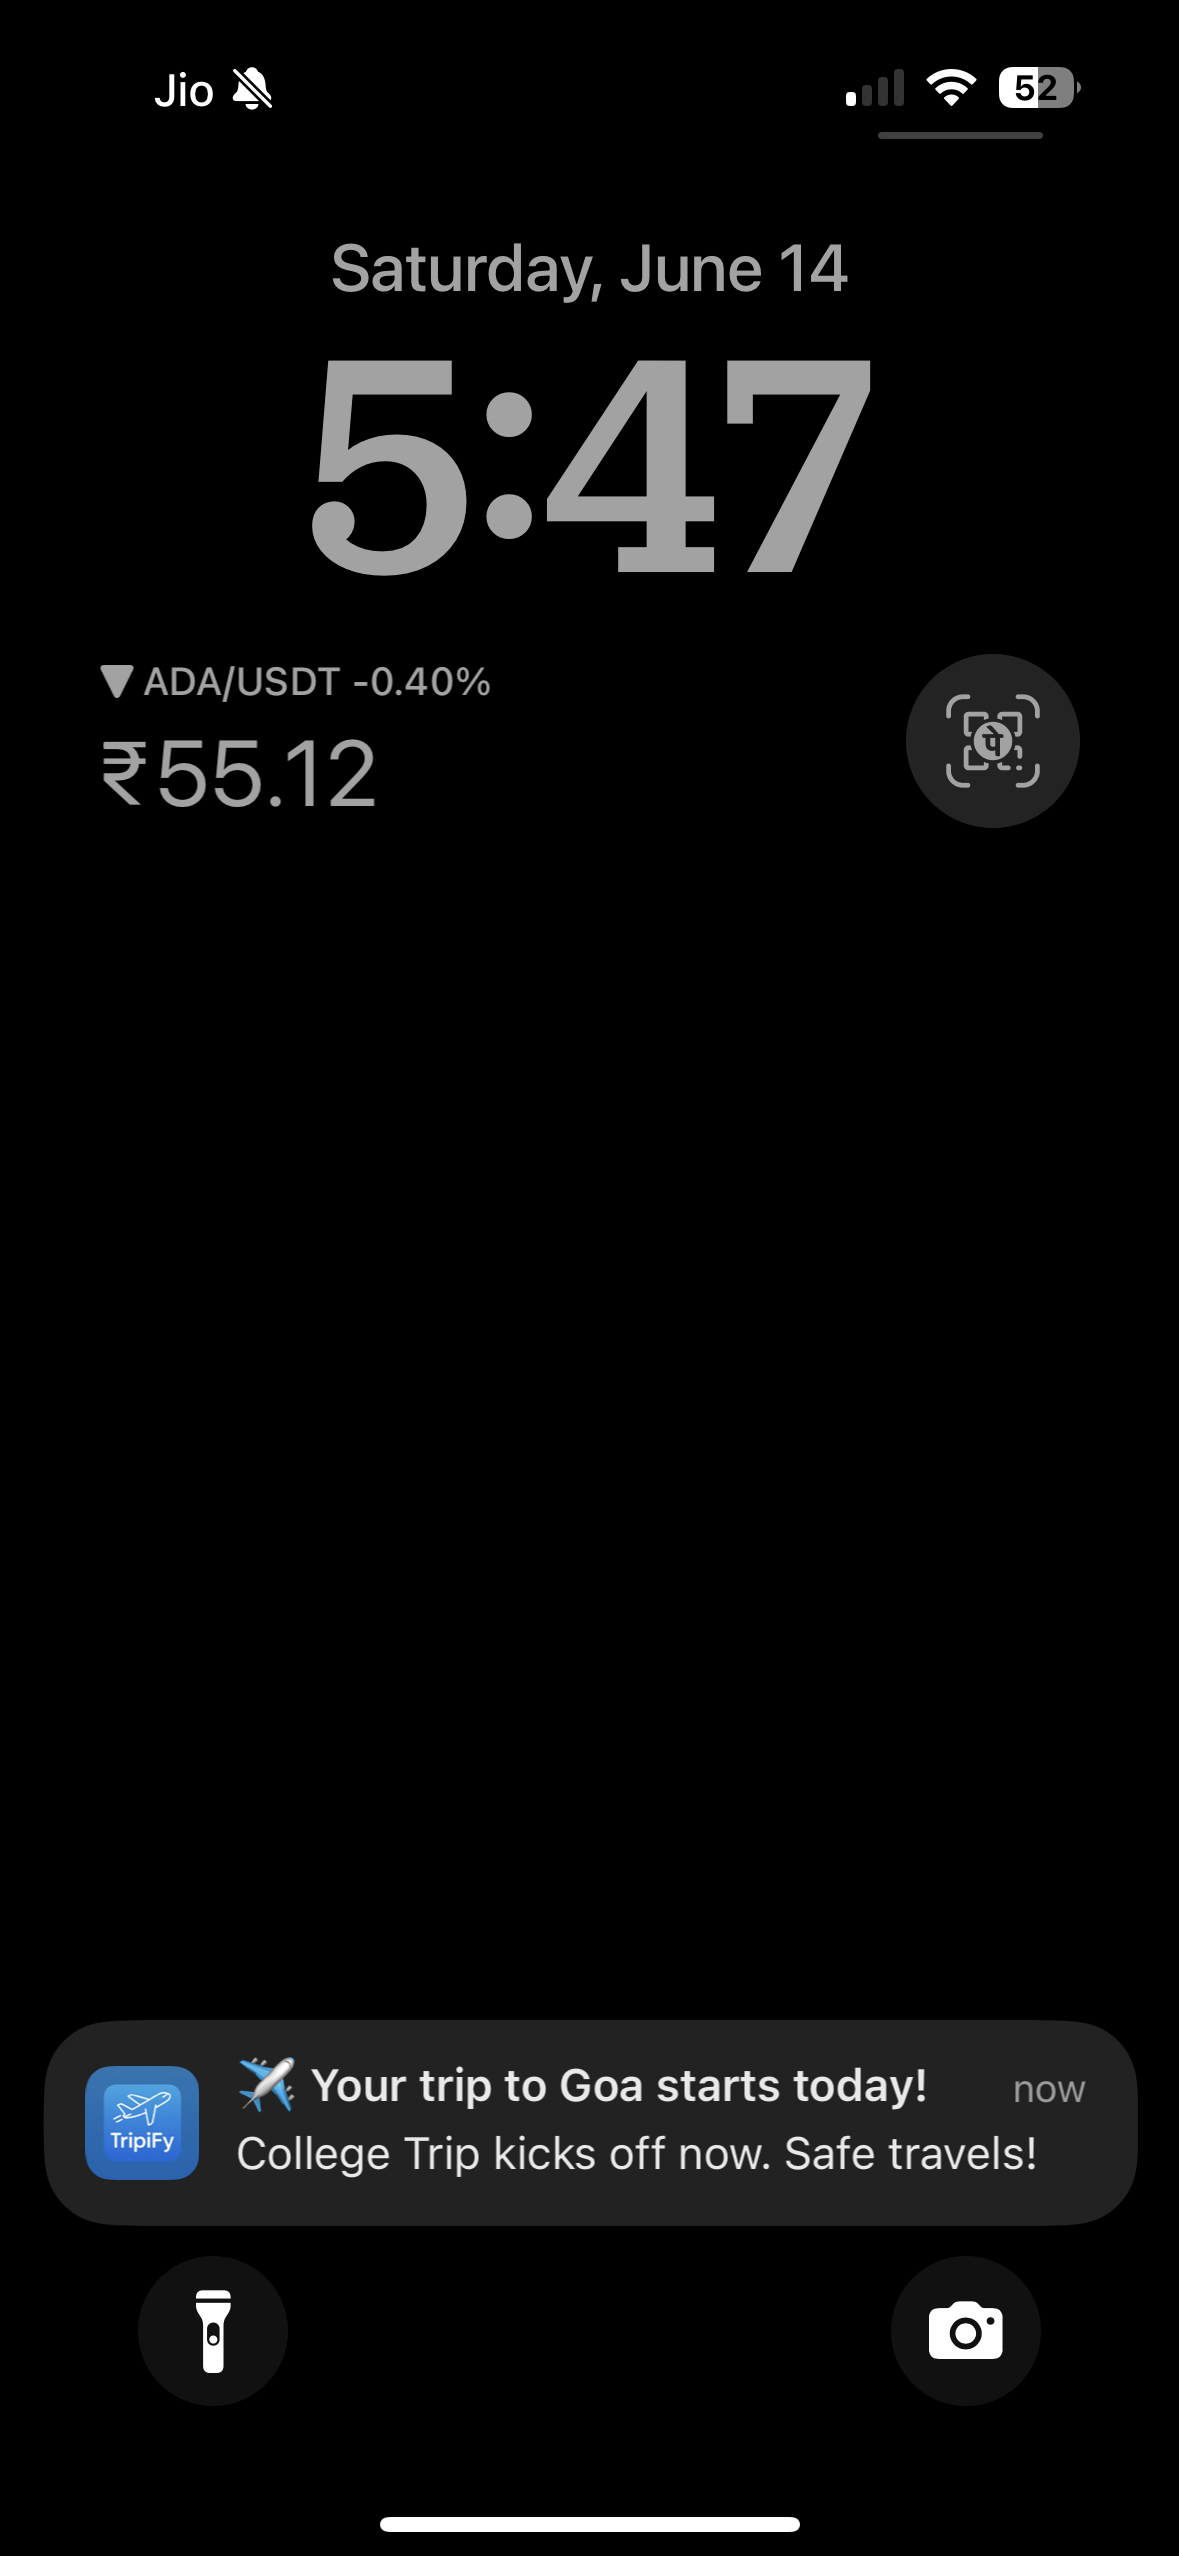 Jio
52
Saturday, June 14
5:47
ADA/USDT -0.40%
₹55.12
पे
✈️ Your trip to Goa starts today!
now
TripiFy
College Trip kicks off now. Safe travels!